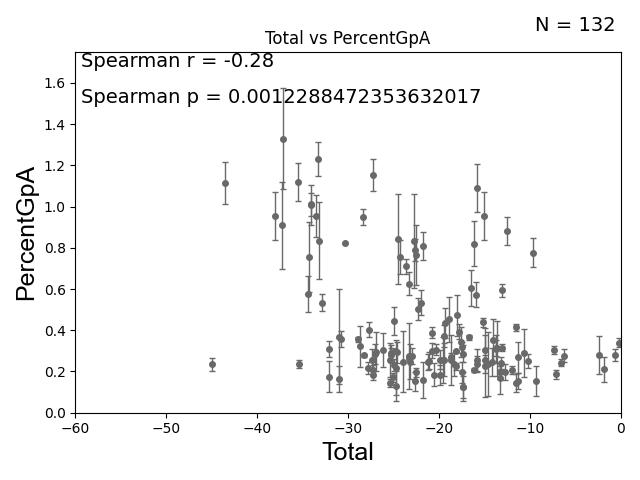 N = 132
Total vs PercentGpA
Spearman r = -0.28
Spearman p = 0.0012288472353632017
PercentGpA
1.6
1.4
1.2
1.0
0.8
0.6
0.4
0.2
0.0
−60 −50 −40 −30 −20 −10 0
Total